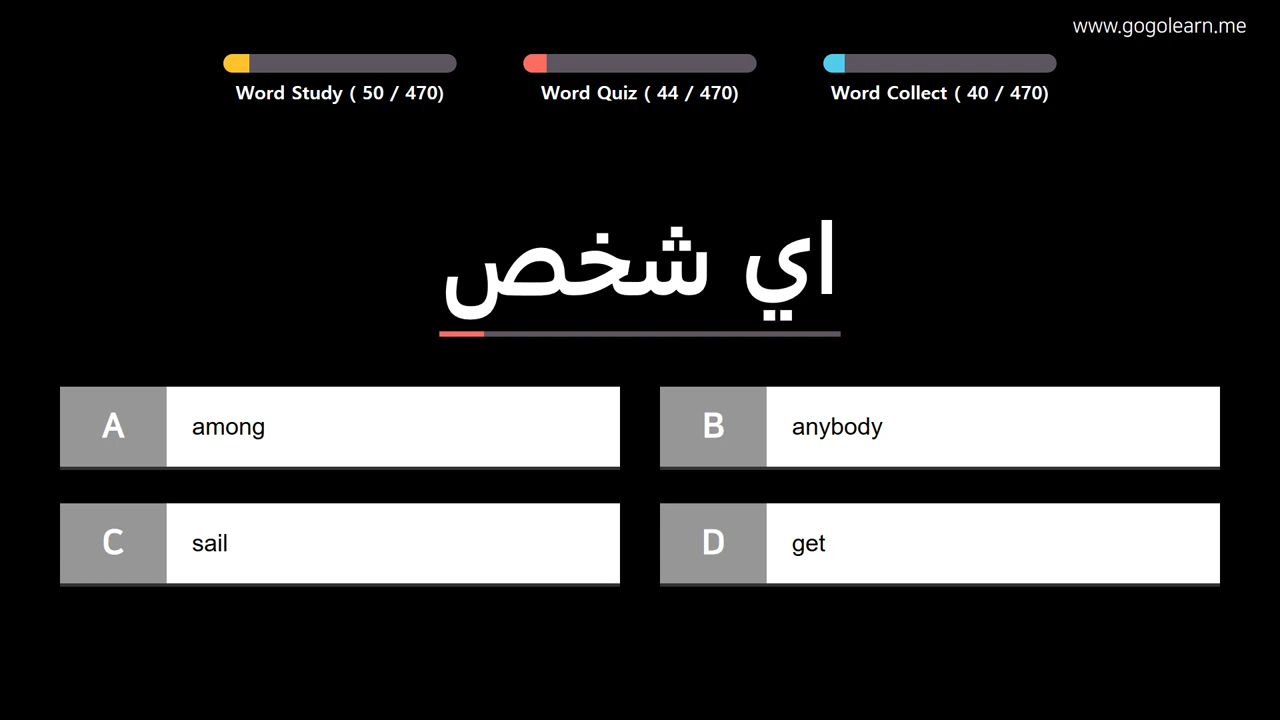 www.gogolearn.me
Word Study ( 50 / 470)
Word Quiz ( 44 / 470)
Word Collect ( 40 / 470)
اي شخص
A among
B anybody
C sail
D get